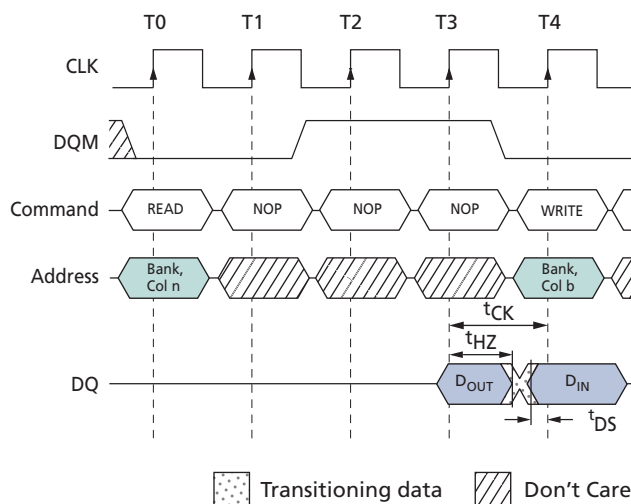 T0 T1 T2 T3 T4
CLK
DQM
Command READ NOP NOP NOP WRITE
Address Bank, Col n Bank, Col b
tCK
tHZ
DQ DOUT DIN
tDS
Transitioning data Don't Care